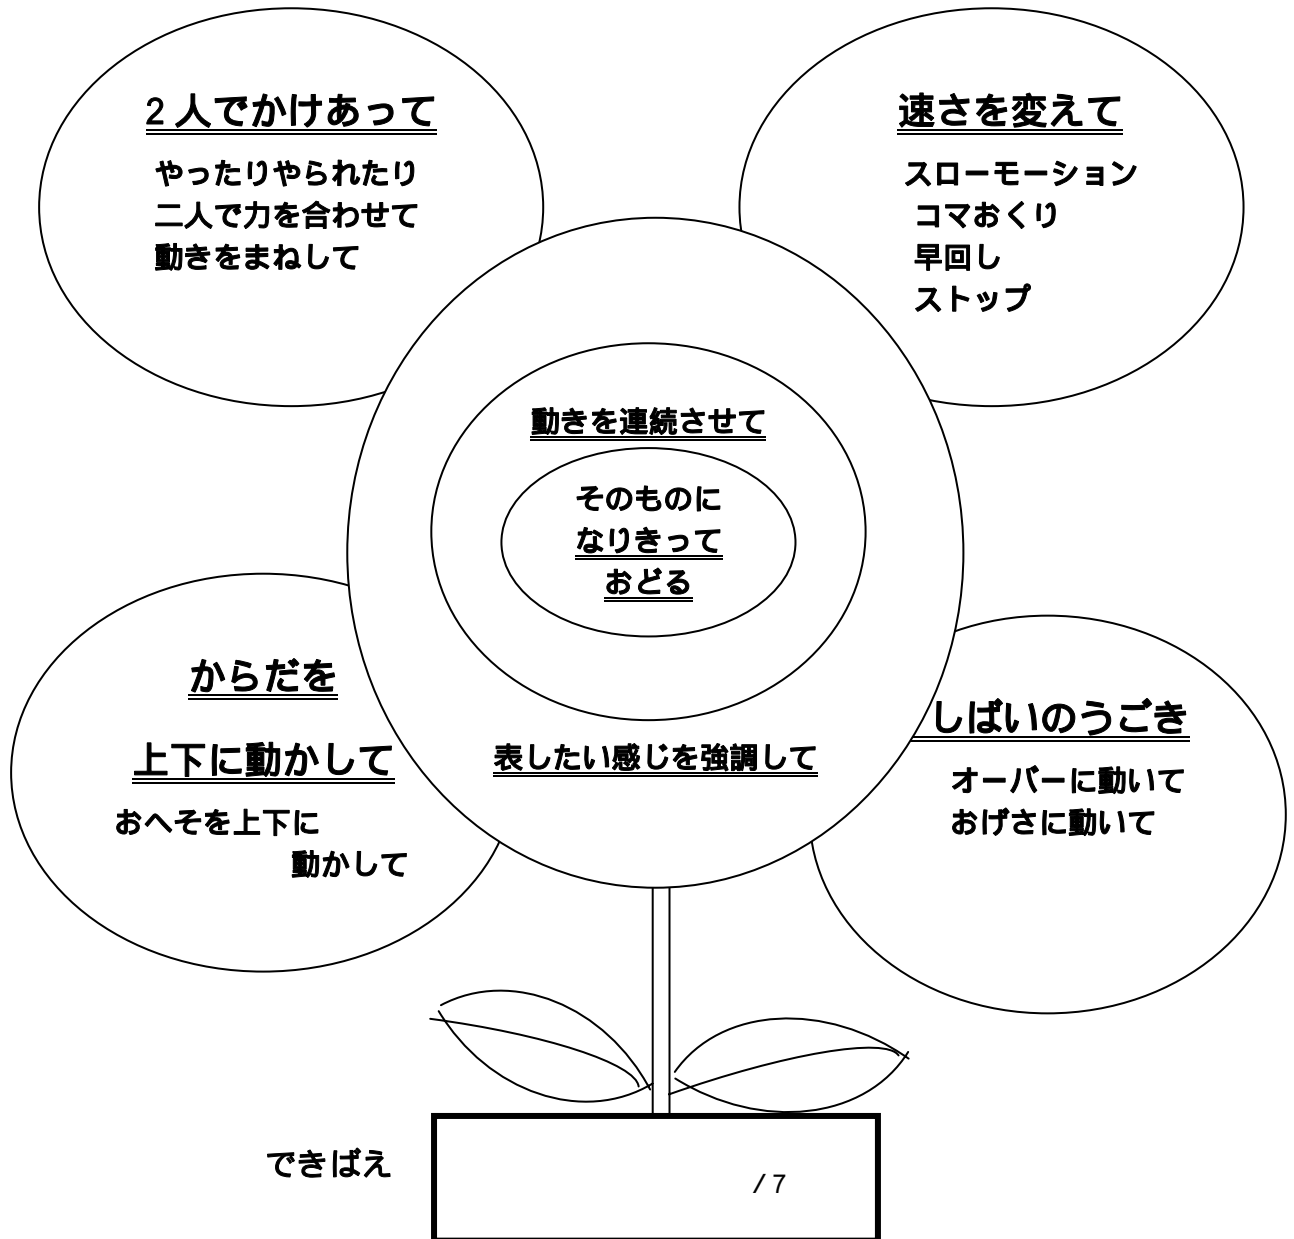 2人でかけあって
やったりやられたり
二人で力を合わせて
動きをまねして
速さを変えて
スローモーション
コマおくり
早回し
ストップ
動きを連続させて
そのものに
なりきって
おどる
表したい感じを強調して
からだを
上下に動かして
おへそを上下に
動かして
しばいのうごき
オーバーに動いて
おげさに動いて
できばえ
/7